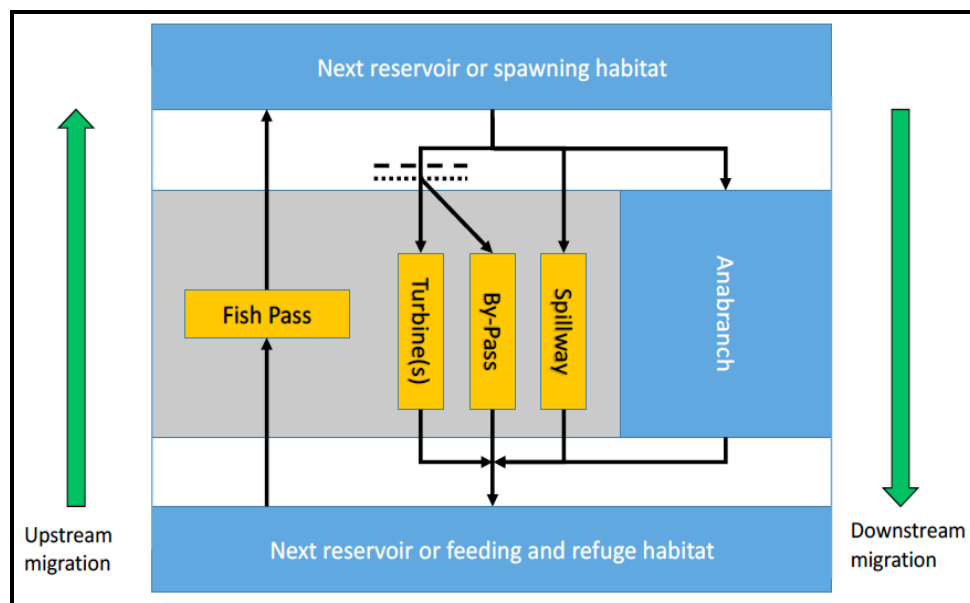 Next reservoir or spawning habitat
Fish Pass
Turbine(s)
By-Pass
Spillway
Anabranch
Upstream
migration
Downstream
migration
Next reservoir or feeding and refuge habitat